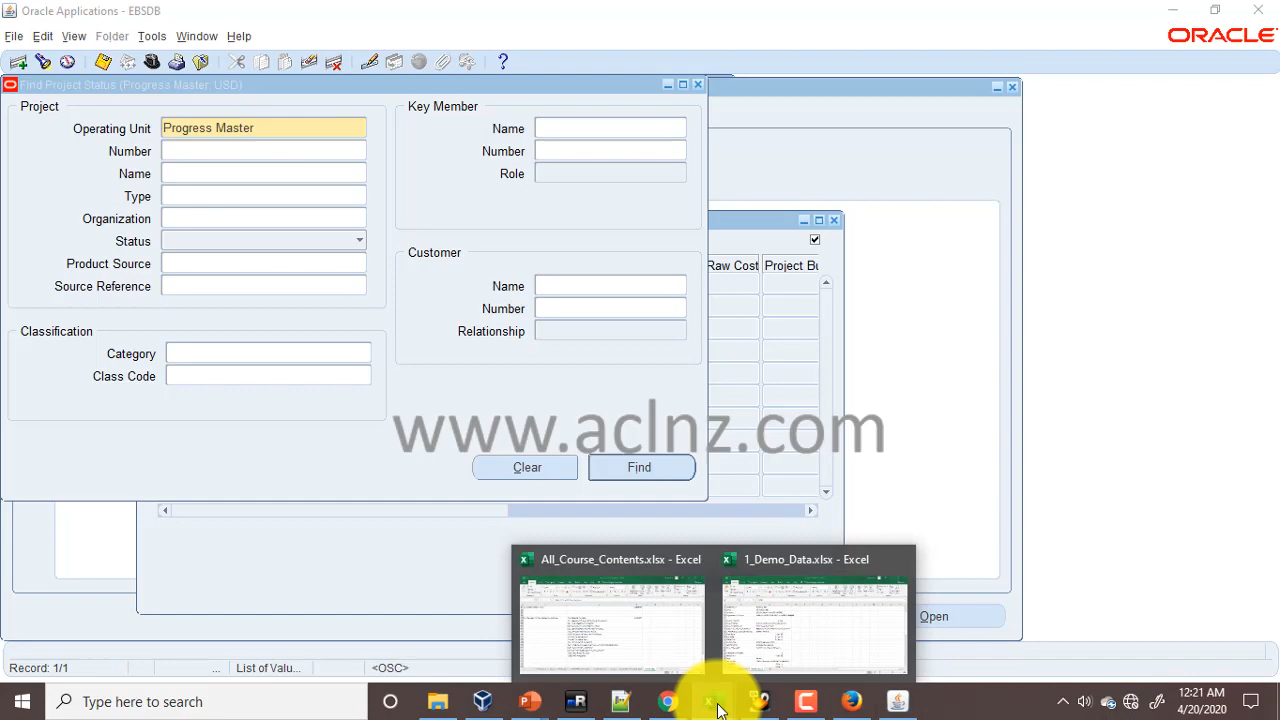 Oracle Applications - EBSDB
File Edit View Folder Tools Window Help
ORACLE
Find Project Status (Progress Master, USD)
Project
Operating Unit Progress Master
Number
Name
Type
Organization
Status
Product Source
Source Reference
Classification
Category
Class Code
Key Member
Name
Number
Role
Customer
Name
Number
Relationship
Clear
Find
Raw Cost Project Bu
www.aclnz.com
Open
All_Course_Contents.xlsx - Excel
1_Demo_Data.xlsx - Excel
Record: 1/1 ... List of Valu... <OSC>
Type here to search
12:21 AM
4/20/2020